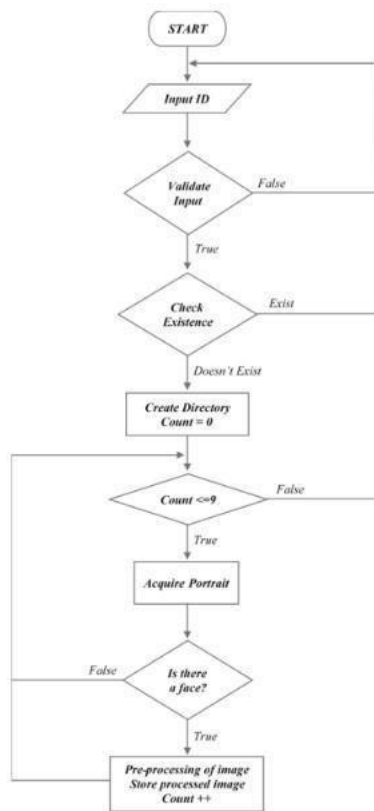 START
Input ID
Validate
Input
False
True
Check
Existence
Exist
Doesn't Exist
Create Directory
Count = 0
Count <=9
False
True
Acquire Portrait
False
Is there
a face?
True
Pre-processing of image
Store processed image
Count ++